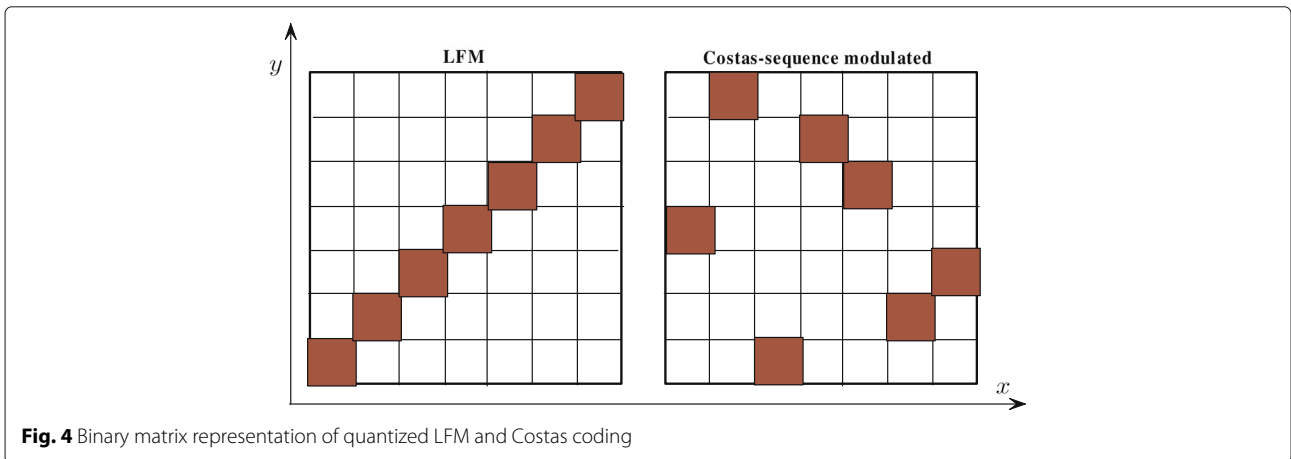 y
LFM
Costas-sequence modulated
x
Fig. 4 Binary matrix representation of quantized LFM and Costas coding